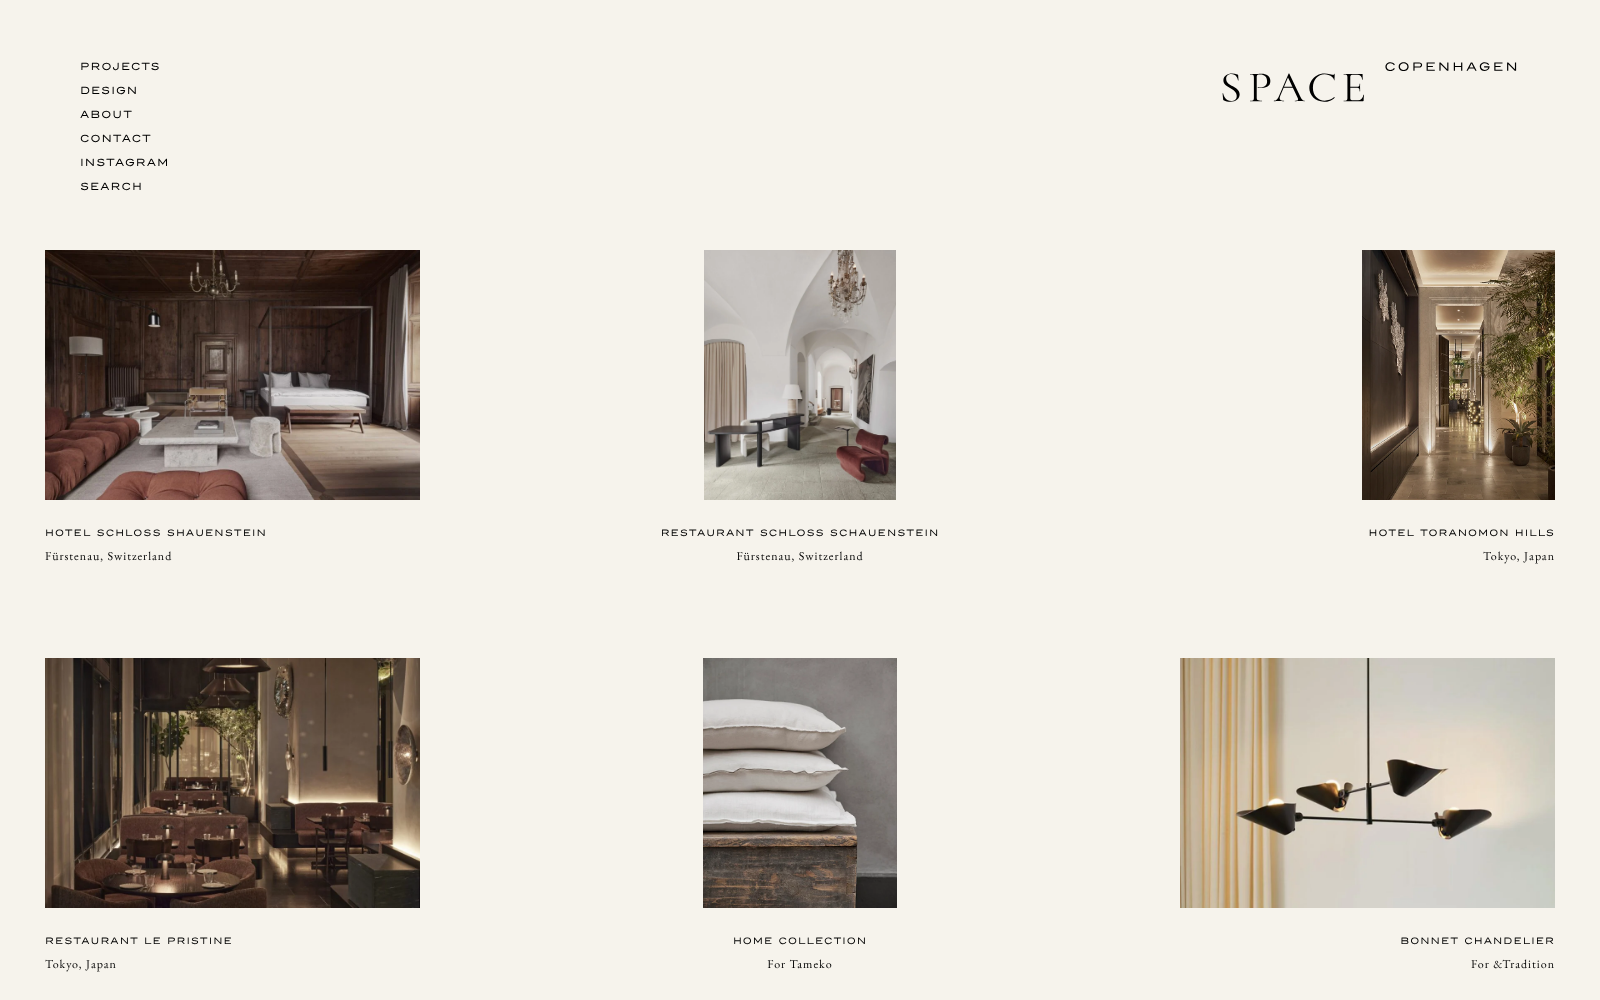 PROJECTS
DESIGN
ABOUT
CONTACT
INSTAGRAM
SEARCH
SPACE COPENHAGEN
HOTEL SCHLOSS SHAUENSTEIN
Fürstenau, Switzerland
RESTAURANT SCHLOSS SCHAUENSTEIN
Fürstenau, Switzerland
HOTEL TORANOMON HILLS
Tokyo, Japan
RESTAURANT LE PRISTINE
Tokyo, Japan
HOME COLLECTION
For Tameko
BONNET CHANDELIER
For &Tradition